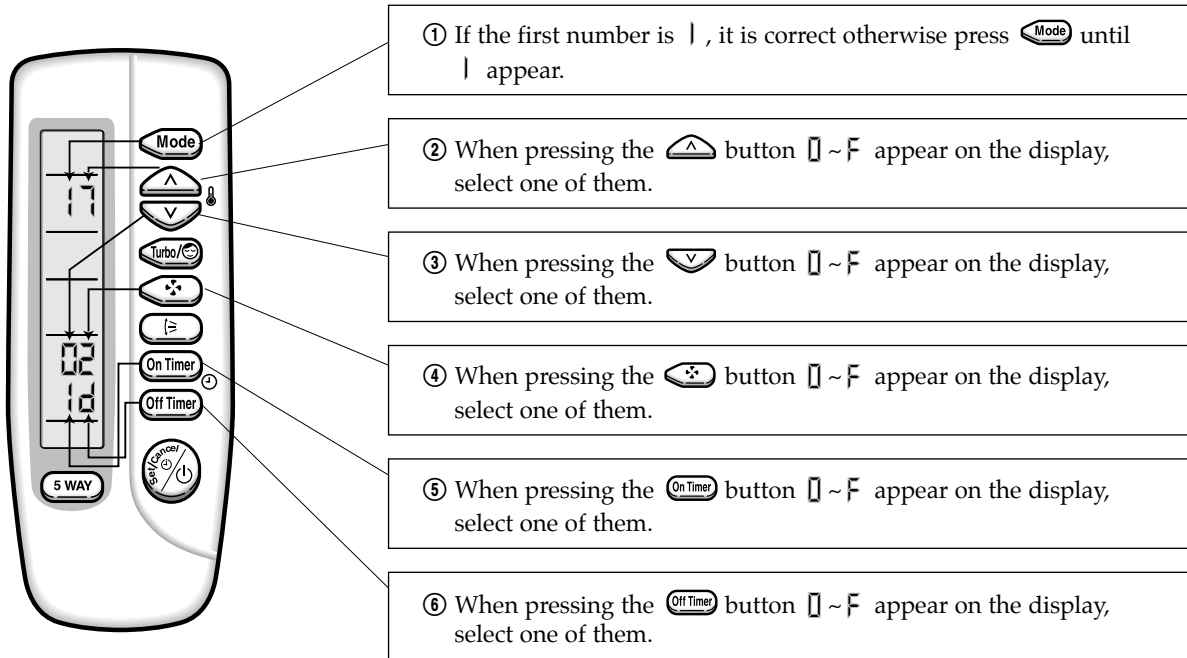 Mode
17
Turbo/
02
On Timer
1d
Off Timer
Set/Cancel
5 WAY
① If the first number is 1 , it is correct otherwise press Mode until
1 appear.
② When pressing the ∧ button 0 ~ F appear on the display,
select one of them.
③ When pressing the ∨ button 0 ~ F appear on the display,
select one of them.
④ When pressing the button 0 ~ F appear on the display,
select one of them.
⑤ When pressing the On Timer button 0 ~ F appear on the display,
select one of them.
⑥ When pressing the Off Timer button 0 ~ F appear on the display,
select one of them.